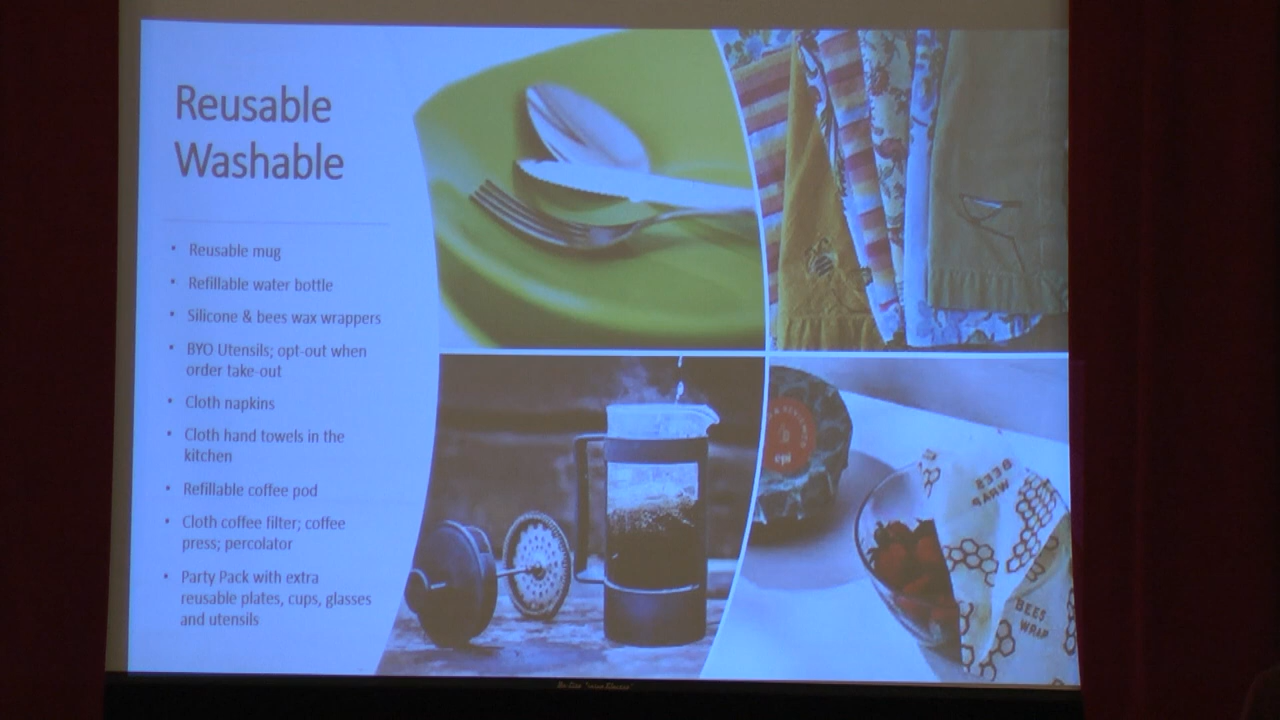 Reusable
Washable
• Reusable mug
• Refillable water bottle
• Silicone & bees wax wrappers
• BYO Utensils; opt-out when
order take-out
• Cloth napkins
• Cloth hand towels in the
kitchen
• Refillable coffee pod
• Cloth coffee filter; coffee
press; percolator
• Party Pack with extra
reusable plates, cups, glasses
and utensils
epi
BEES
WRAP
BEES
WRAP